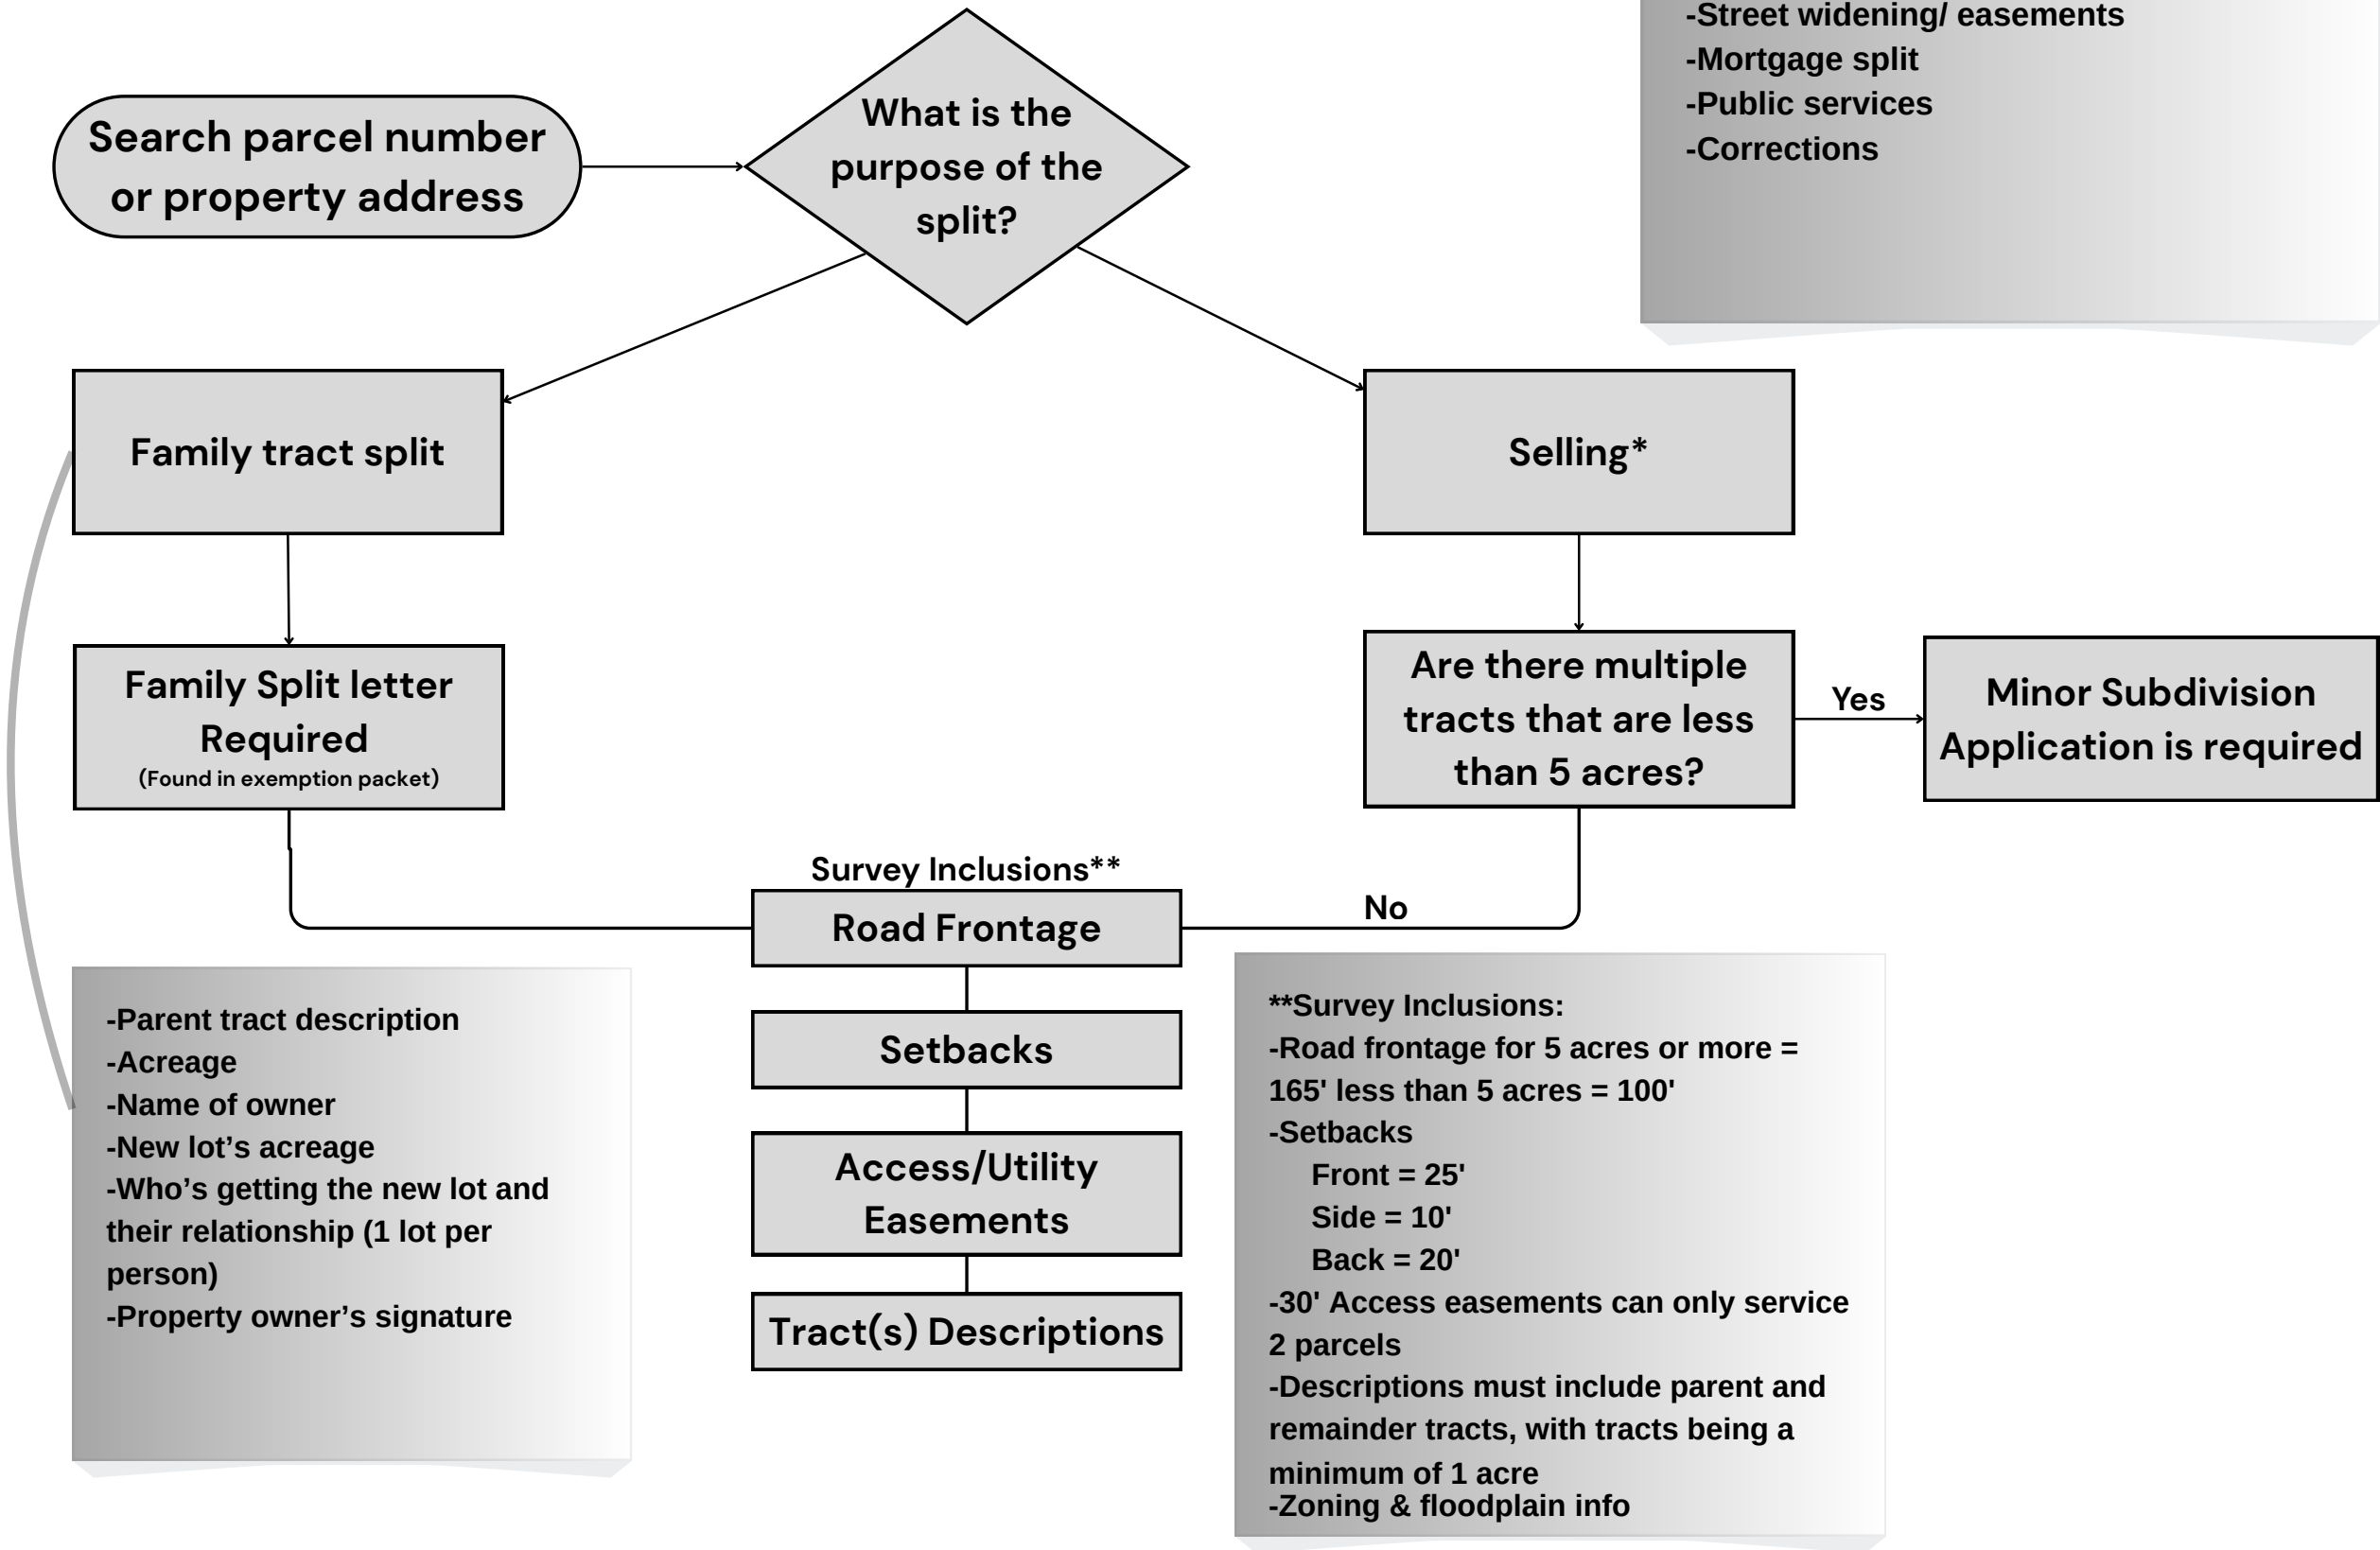 -Street widening/ easements
-Mortgage split
-Public services
-Corrections
Search parcel number
or property address
What is the
purpose of the
split?
Family tract split
Selling*
Family Split letter
Required
(Found in exemption packet)
Are there multiple
tracts that are less
than 5 acres?
Yes
Minor Subdivision
Application is required
No
Survey Inclusions**
Road Frontage
Setbacks
Access/Utility
Easements
Tract(s) Descriptions
-Parent tract description
-Acreage
-Name of owner
-New lot’s acreage
-Who’s getting the new lot and
their relationship (1 lot per
person)
-Property owner’s signature
**Survey Inclusions:
-Road frontage for 5 acres or more =
165' less than 5 acres = 100'
-Setbacks
Front = 25'
Side = 10'
Back = 20'
-30' Access easements can only service
2 parcels
-Descriptions must include parent and
remainder tracts, with tracts being a
minimum of 1 acre
-Zoning & floodplain info